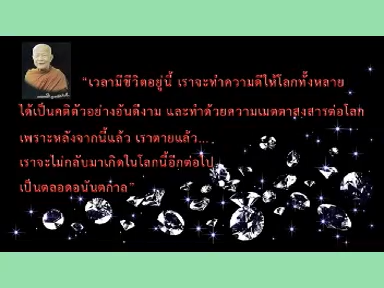 “เวลามีชีวิตอยู่นี้ เราจะทำความดีให้โลกทั้งหลาย
ได้เป็นคติตัวอย่างอันดีงาม และทำด้วยความเมตตาสงสารต่อโลก
เพราะหลังจากนี้แล้ว เราตายแล้ว...
เราจะไม่กลับมาเกิดในโลกนี้อีกต่อไป
เป็นตลอดอนันตกาล”